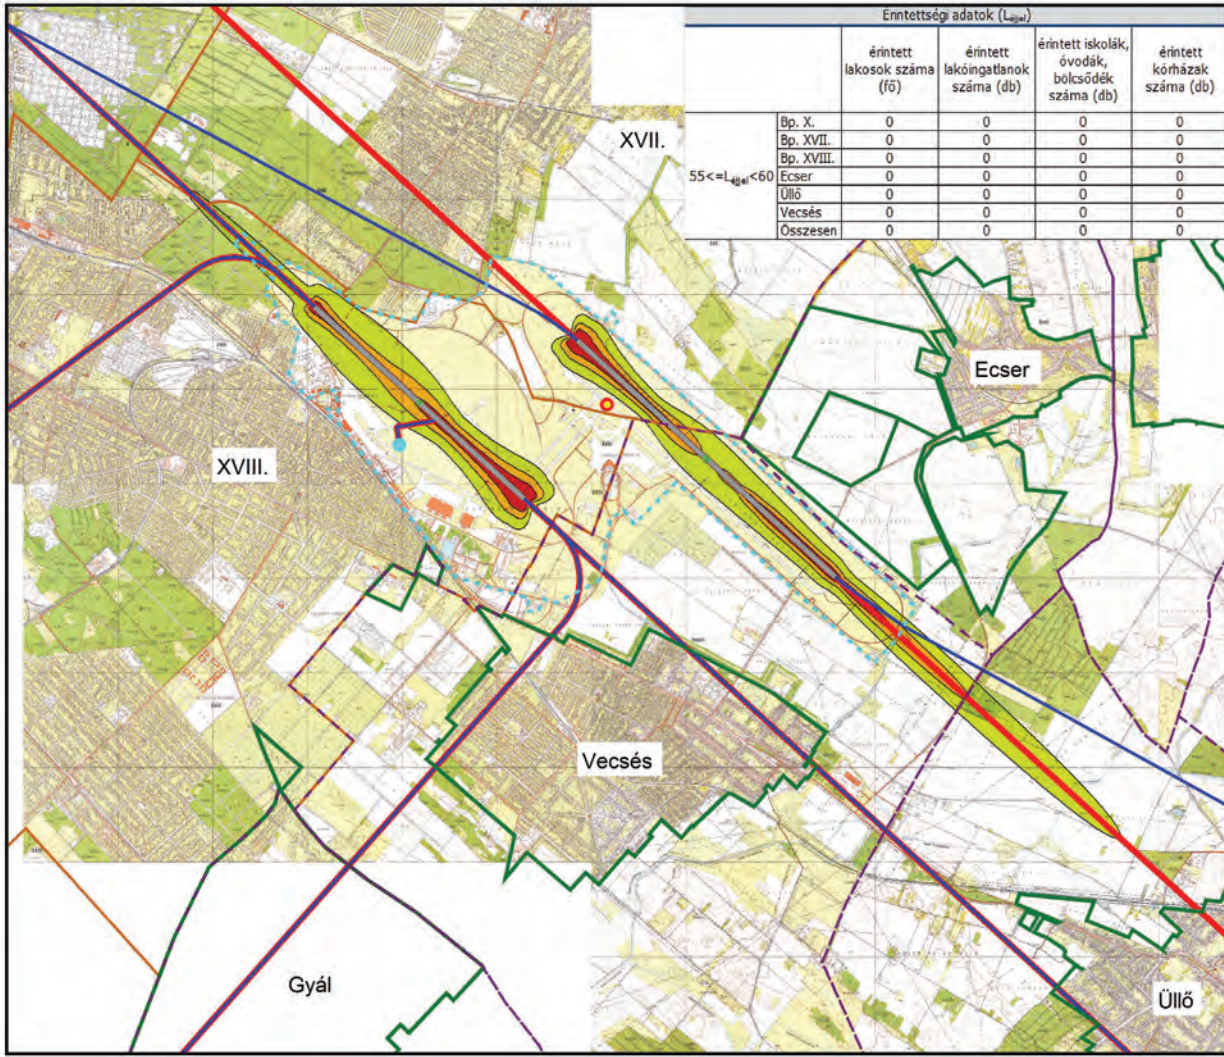 Érintettségi adatok (Léjjel)
érintett lakosok száma (fő)
érintett lakóingatlanok száma (db)
érintett iskolák, óvodák, bölcsődék száma (db)
érintett kórházak száma (db)
55<=Léjjel<60
Bp. X. 0 0 0 0
Bp. XVII. 0 0 0 0
Bp. XVIII. 0 0 0 0
Ecser 0 0 0 0
Üllő 0 0 0 0
Vecsés 0 0 0 0
Összesen 0 0 0 0
XVII.
Ecser
XVIII.
Vecsés
Gyál
Üllő